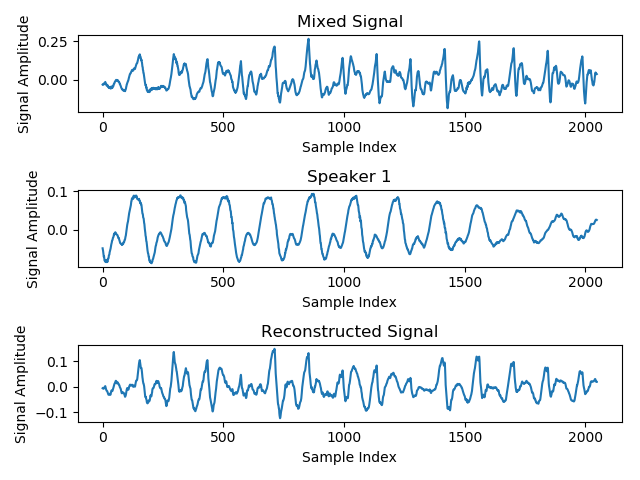 Mixed Signal
Signal Amplitude
0.25
0.00
0 500 1000 1500 2000
Sample Index
Speaker 1
Signal Amplitude
0.1
0.0
0 500 1000 1500 2000
Sample Index
Reconstructed Signal
Signal Amplitude
0.1
0.0
−0.1
0 500 1000 1500 2000
Sample Index